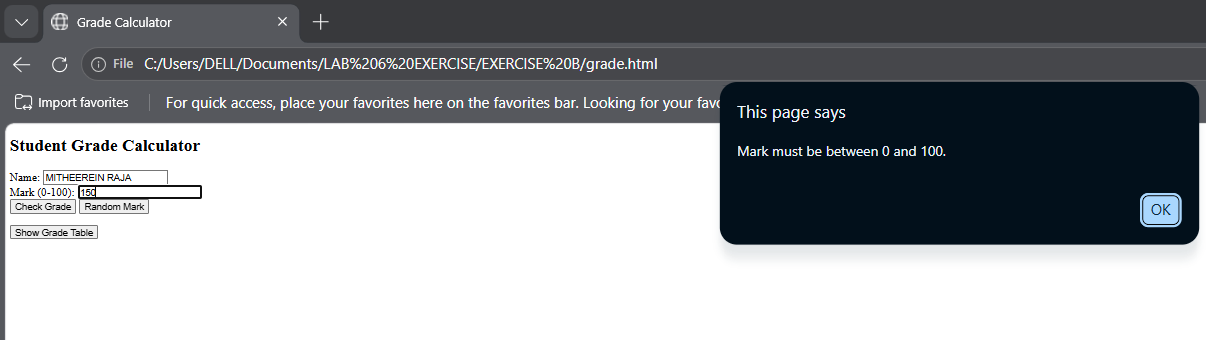 Grade Calculator
File C:/Users/DELL/Documents/LAB%206%20EXERCISE/EXERCISE%20B/grade.html
Import favorites For quick access, place your favorites here on the favorites bar. Looking for your favo
This page says
Mark must be between 0 and 100.
OK
Student Grade Calculator
Name: MITHEEREIN RAJA
Mark (0-100): 150
Check Grade Random Mark
Show Grade Table